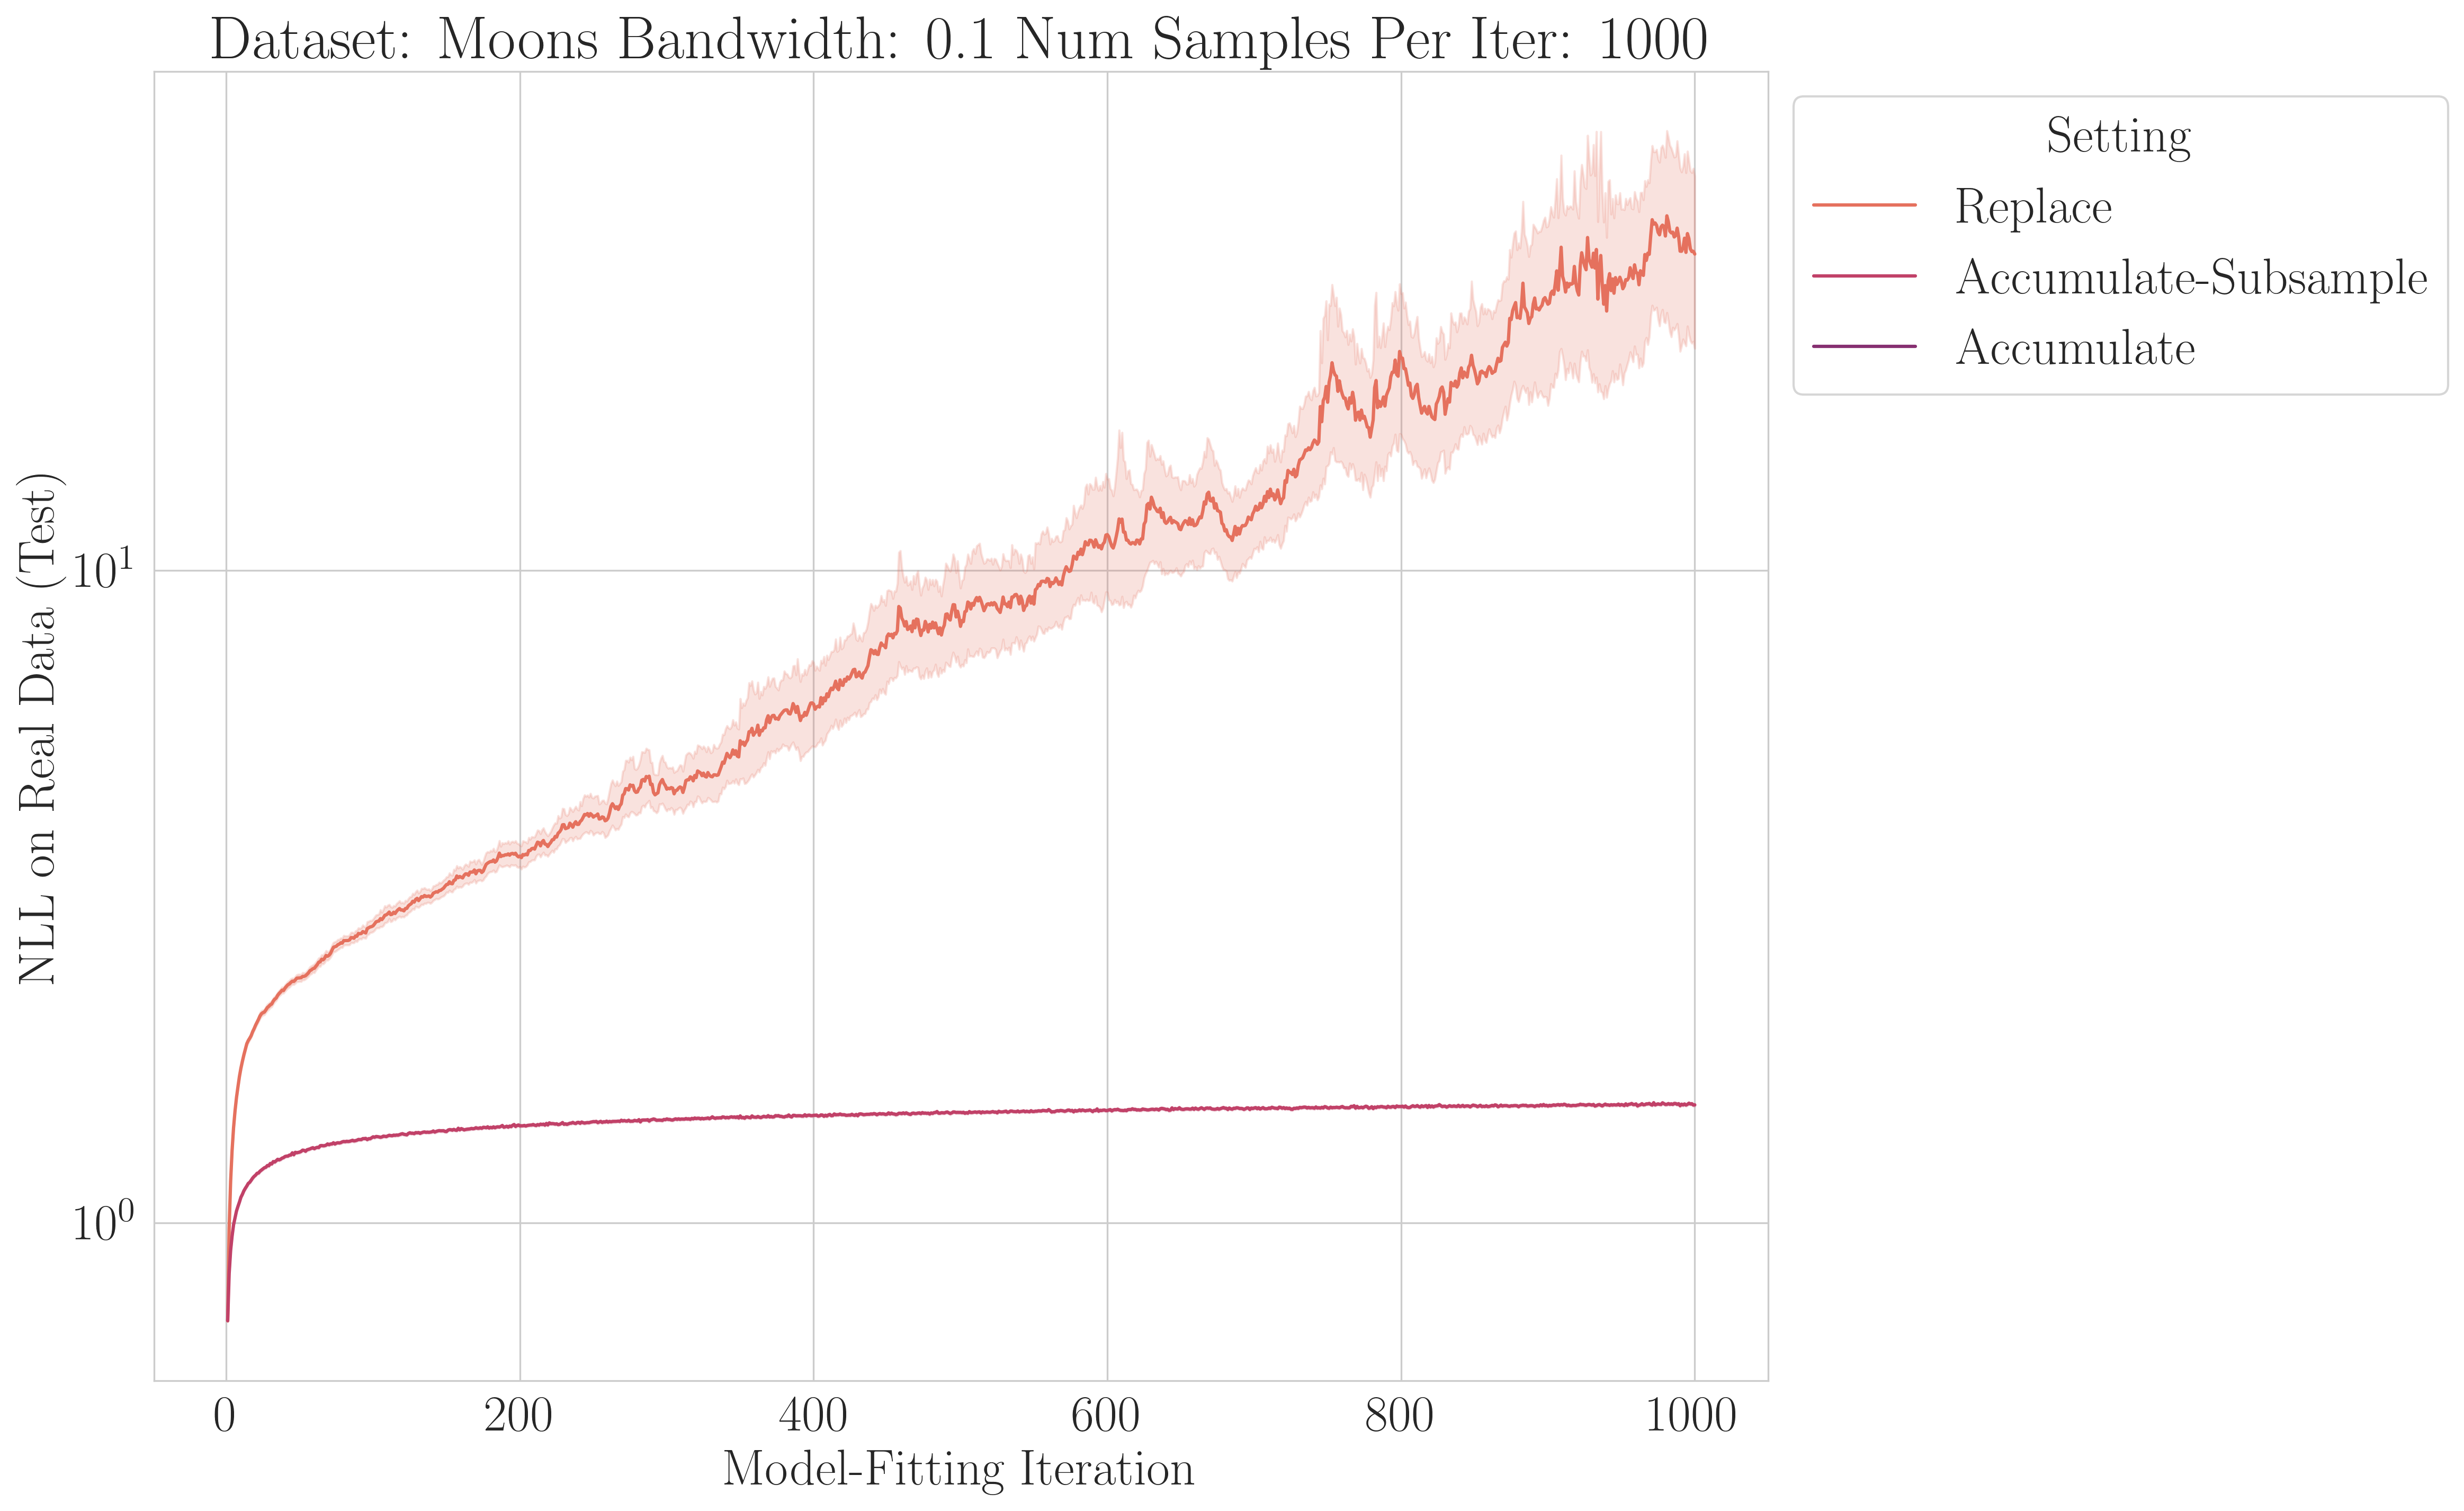 Dataset: Moons Bandwidth: 0.1 Num Samples Per Iter: 1000
Setting
Replace
Accumulate-Subsample
Accumulate
NLL on Real Data (Test)
10^1
10^0
0 200 400 600 800 1000
Model-Fitting Iteration